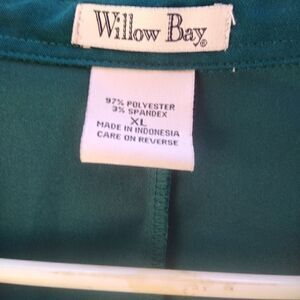 Willow Bay®
97% POLYESTER
3% SPANDEX
XL
MADE IN INDONESIA
CARE ON REVERSE